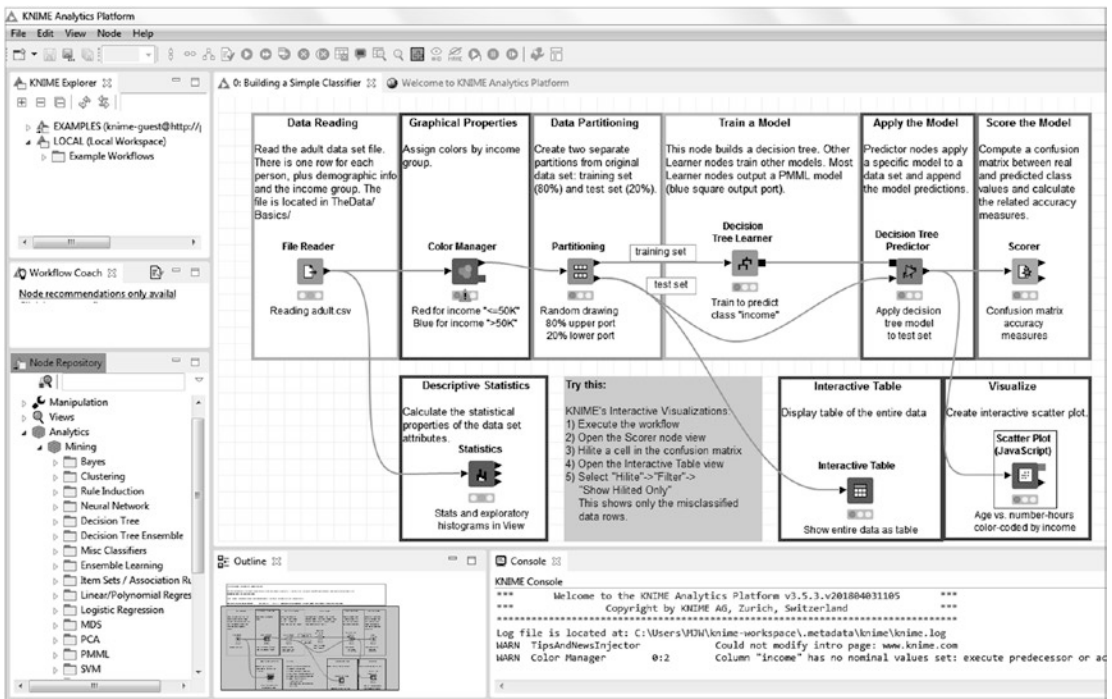 KNIME Analytics Platform
File Edit View Node Help
KNIME Explorer
EXAMPLES (knime-guest@http://
LOCAL (Local Workspace)
Example Workflows
Workflow Coach
Node recommendations only availal
Node Repository
Manipulation
Views
Analytics
Mining
Bayes
Clustering
Rule Induction
Neural Network
Decision Tree
Decision Tree Ensemble
Misc Classifiers
Ensemble Learning
Item Sets / Association Ru
Linear/Polynomial Regres
Logistic Regression
MDS
PCA
PMML
SVM
0: Building a Simple Classifier
Welcome to KNIME Analytics Platform
Data Reading
Read the adult data set file.
There is one row for each
person, plus demographic info
and the income group. The
file is located in TheData/
Basics/
File Reader
Reading adult.csv
Graphical Properties
Assign colors by income
group.
Color Manager
Red for income "<=50K"
Blue for income ">50K"
Data Partitioning
Create two separate
partitions from original
data set: training set
(80%) and test set (20%).
Partitioning
Random drawing
80% upper port
20% lower port
training set
test set
Train a Model
This node builds a decision tree. Other
Learner nodes train other models. Most
Learner nodes output a PMML model
(blue square output port).
Decision
Tree Learner
Train to predict
class "income"
Apply the Model
Predictor nodes apply
a specific model to a
data set and append
the model predictions.
Decision Tree
Predictor
Apply decision
tree model
to test set
Score the Model
Compute a confusion
matrix between real
and predicted class
values and calculate
the related accuracy
measures.
Scorer
Confusion matrix
accuracy
measures
Descriptive Statistics
Calculate the statistical
properties of the data set
attributes.
Statistics
Stats and exploratory
histograms in View
Try this:
KNIME's Interactive Visualizations:
1) Execute the workflow
2) Open the Scorer node view
3) Hilite a cell in the confusion matrix
4) Open the Interactive Table view
5) Select "Hilite"->"Filter"->
"Show Hilited Only"
This shows only the misclassified
data rows.
Interactive Table
Display table of the entire data
Interactive Table
Show entire data as table
Visualize
Create interactive scatter plot.
Scatter Plot
(JavaScript)
Age vs. number-hours
color-coded by income
Outline
Console
KNIME Console
*** Welcome to the KNIME Analytics Platform v3.5.3.v201804031105 ***
*** Copyright by KNIME AG, Zurich, Switzerland ***
Log file is located at: C:\Users\MJW\knime-workspace\.metadata\knime\knime.log
WARN TipsAndNewsInjector Could not modify intro page: www.knime.com
WARN Color Manager 0:2 Column "income" has no nominal values set: execute predecessor or ac